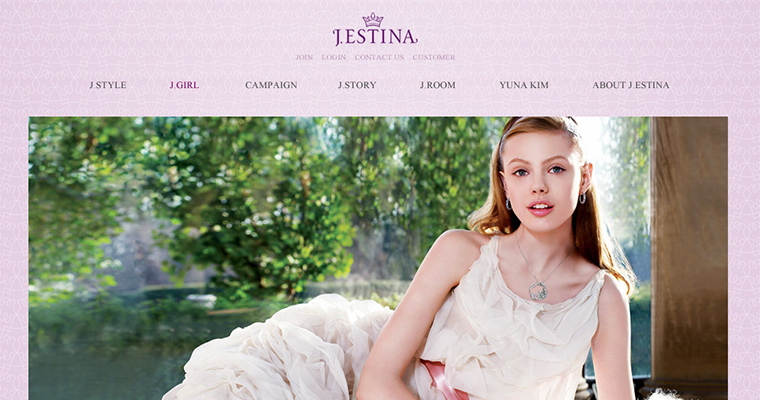 J.ESTINA
JOIN LOGIN CONTACT US CUSTOMER
J.STYLE J.GIRL CAMPAIGN J.STORY J.ROOM YUNA KIM ABOUT J.ESTINA